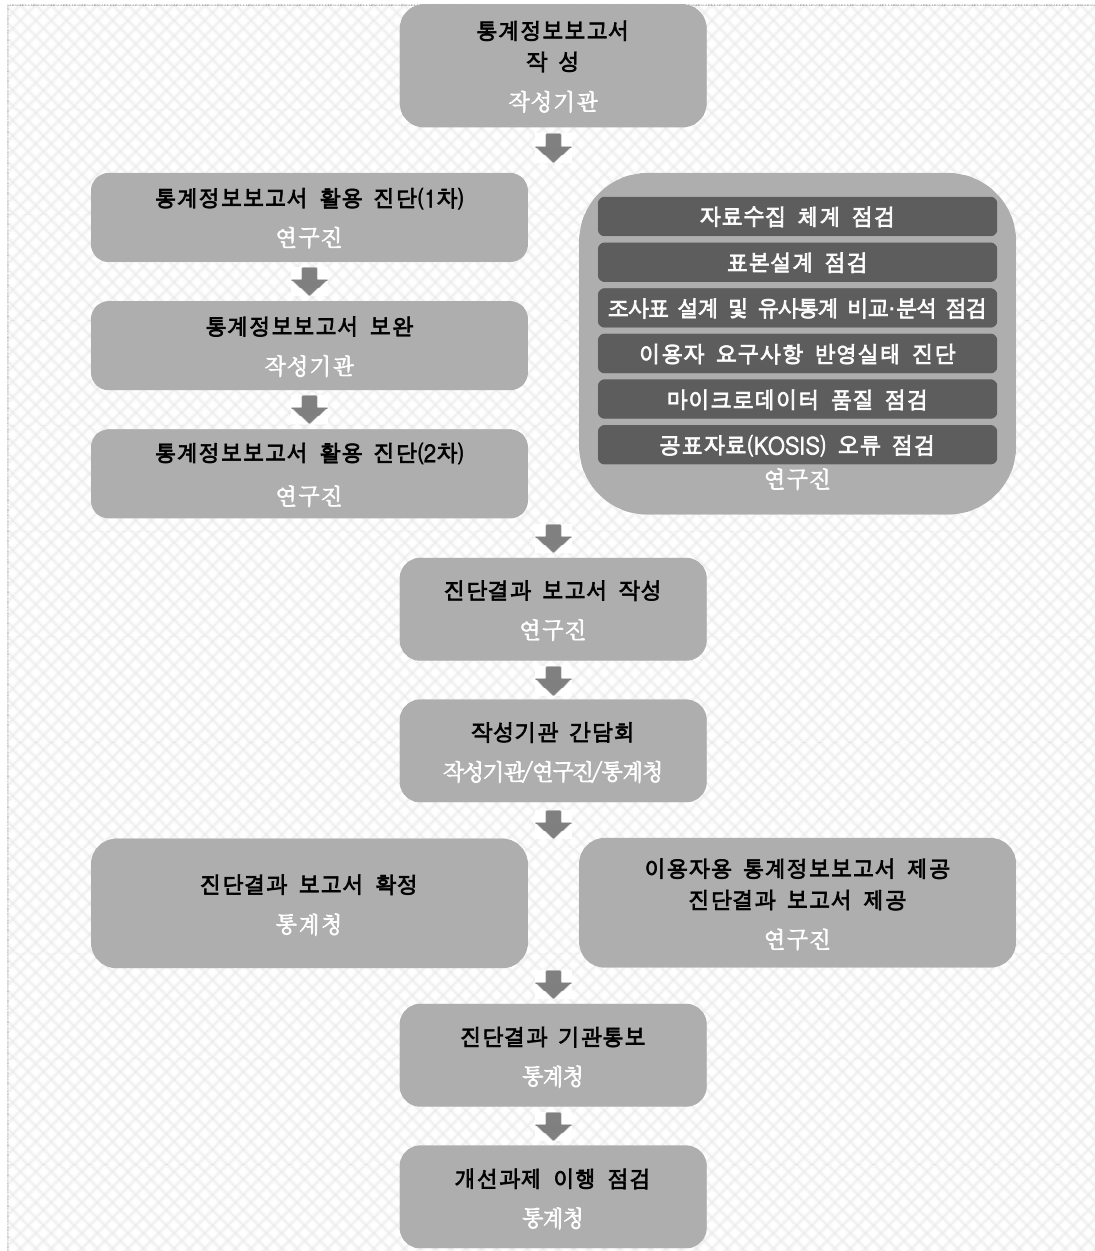 통계정보보고서
작 성
작성기관
통계정보보고서 활용 진단(1차)
연구진
통계정보보고서 보완
작성기관
통계정보보고서 활용 진단(2차)
연구진
자료수집 체계 점검
표본설계 점검
조사표 설계 및 유사통계 비교·분석 점검
이용자 요구사항 반영실태 진단
마이크로데이터 품질 점검
공표자료(KOSIS) 오류 점검
연구진
진단결과 보고서 작성
연구진
작성기관 간담회
작성기관/연구진/통계청
진단결과 보고서 확정
통계청
이용자용 통계정보보고서 제공
진단결과 보고서 제공
연구진
진단결과 기관통보
통계청
개선과제 이행 점검
통계청